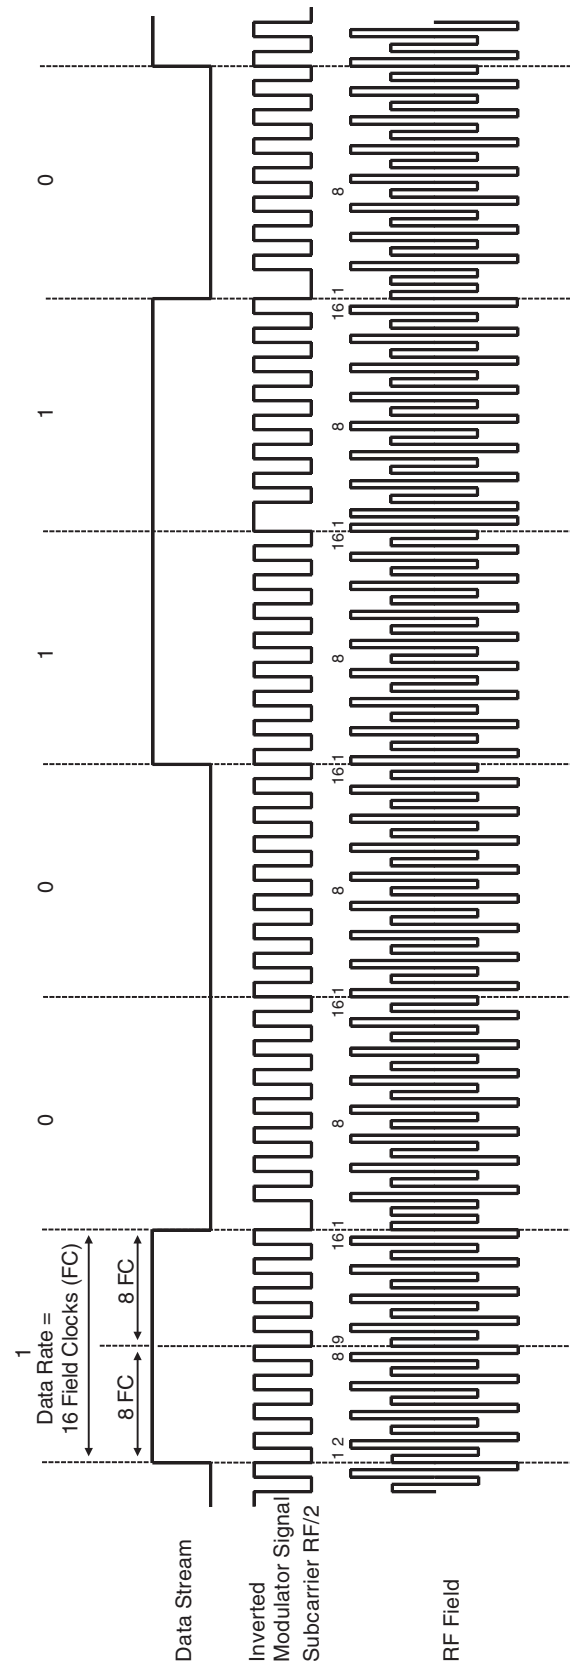 1 0 0 1 1 0
Data Rate =
16 Field Clocks (FC)
8 FC 8 FC
Data Stream
Inverted
Modulator Signal
Subcarrier RF/2
1 2 8 9 16 1 8 16 1 8 16 1 8 16 1 8 16 1 8
RF Field